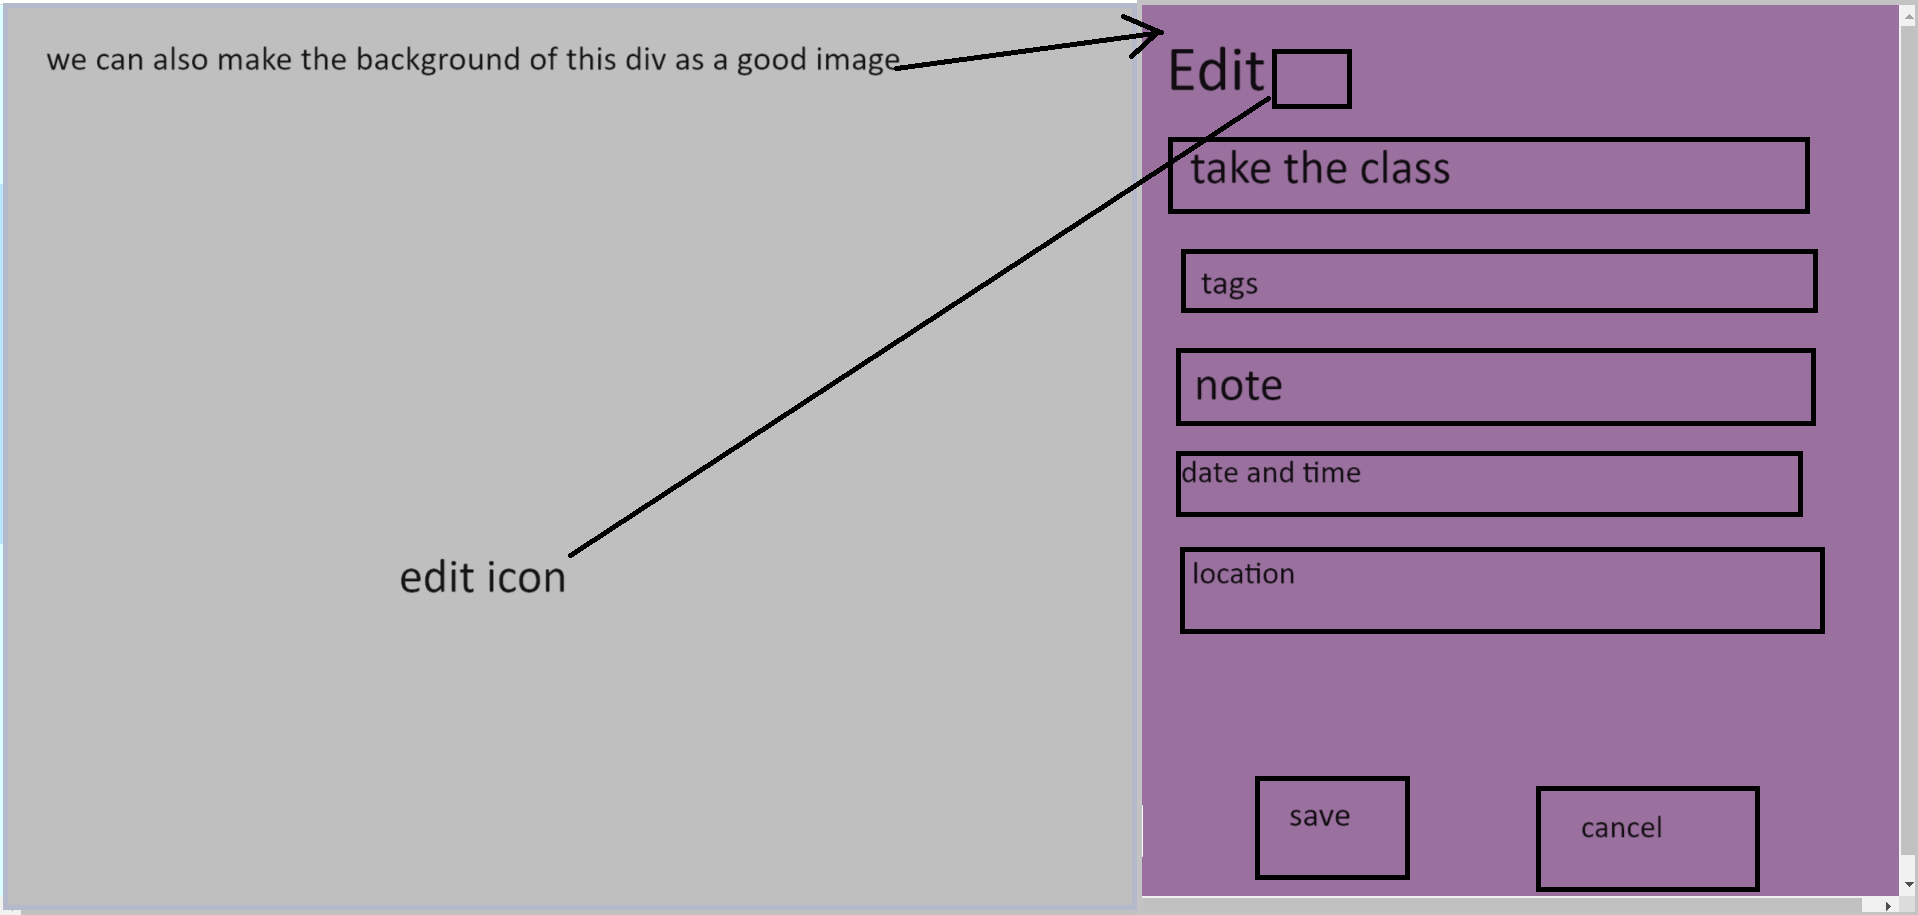 we can also make the background of this div as a good image
Edit
take the class
tags
note
date and time
location
edit icon
save
cancel